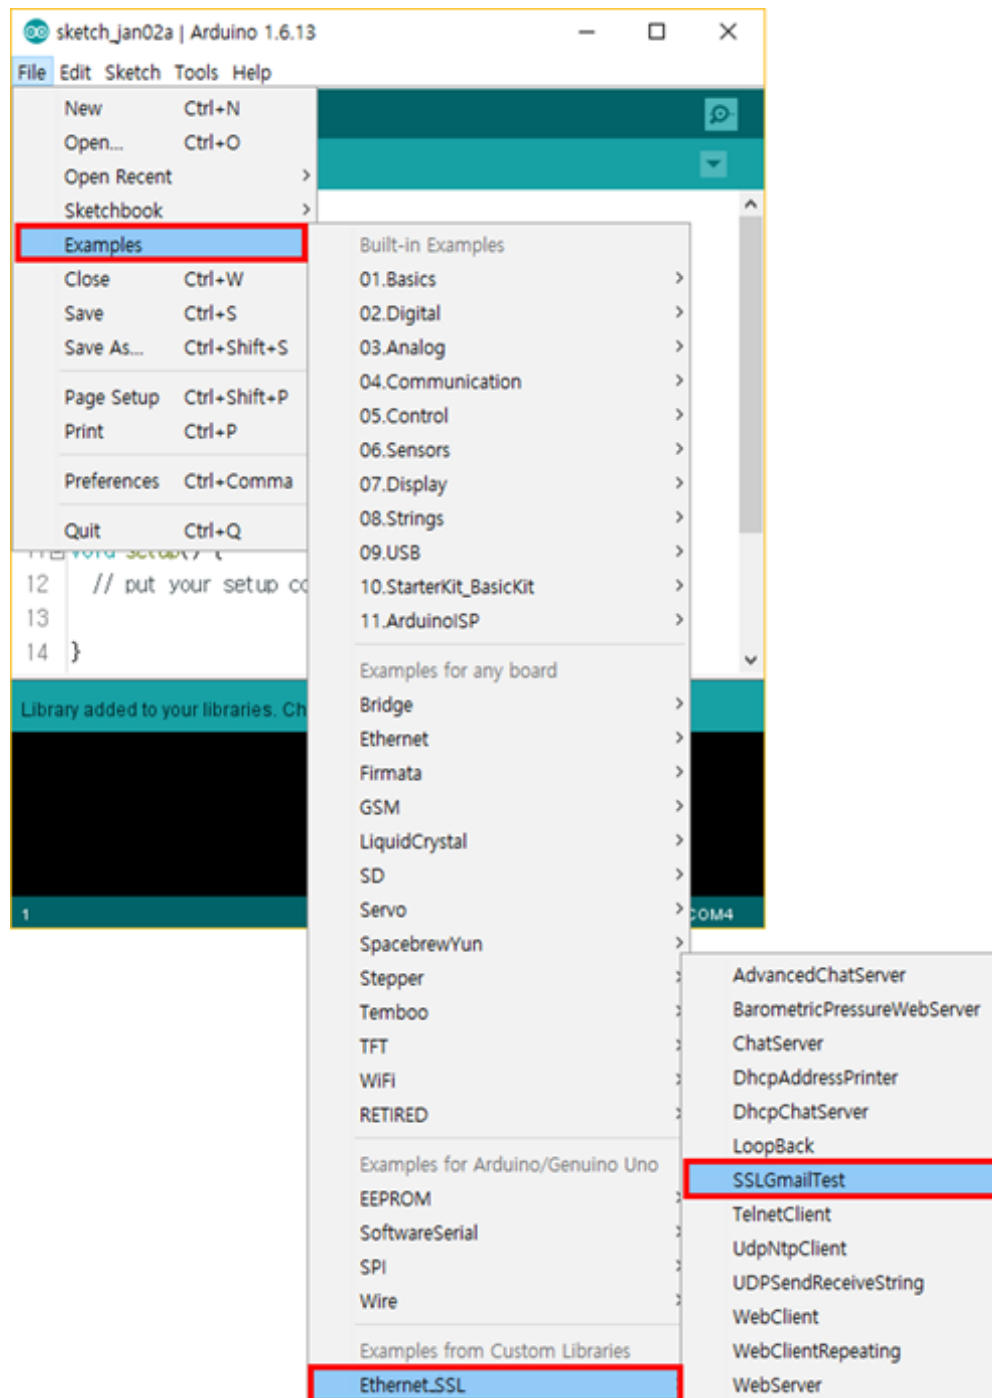 sketch_jan02a | Arduino 1.6.13
File Edit Sketch Tools Help
New Ctrl+N
Open... Ctrl+O
Open Recent
Sketchbook
Examples
Close Ctrl+W
Save Ctrl+S
Save As... Ctrl+Shift+S
Page Setup Ctrl+Shift+P
Print Ctrl+P
Preferences Ctrl+Comma
Quit Ctrl+Q
11 void setup() {
12 // put your setup co
13
14 }
Library added to your libraries. Ch
1
COM4
Built-in Examples
01.Basics
02.Digital
03.Analog
04.Communication
05.Control
06.Sensors
07.Display
08.Strings
09.USB
10.StarterKit_BasicKit
11.ArduinoISP
Examples for any board
Bridge
Ethernet
Firmata
GSM
LiquidCrystal
SD
Servo
SpacebrewYun
Stepper
Temboo
TFT
WiFi
RETIRED
Examples for Arduino/Genuino Uno
EEPROM
SoftwareSerial
SPI
Wire
Examples from Custom Libraries
Ethernet_SSL
AdvancedChatServer
BarometricPressureWebServer
ChatServer
DhcpAddressPrinter
DhcpChatServer
LoopBack
SSLGmailTest
TelnetClient
UdpNtpClient
UDPSendReceiveString
WebClient
WebClientRepeating
WebServer